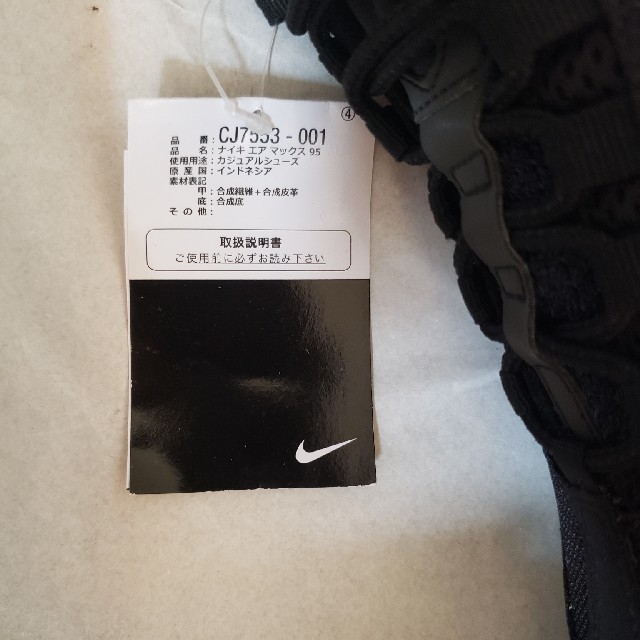 ④
品 番: CJ7553-001
品 名: ナイキ エア マックス 95
使用用途: カジュアルシューズ
原 産 国: インドネシア
素材表記
甲: 合成繊維+合成皮革
底: 合成底
そ の 他:
取扱説明書
ご使用前に必ずお読み下さい